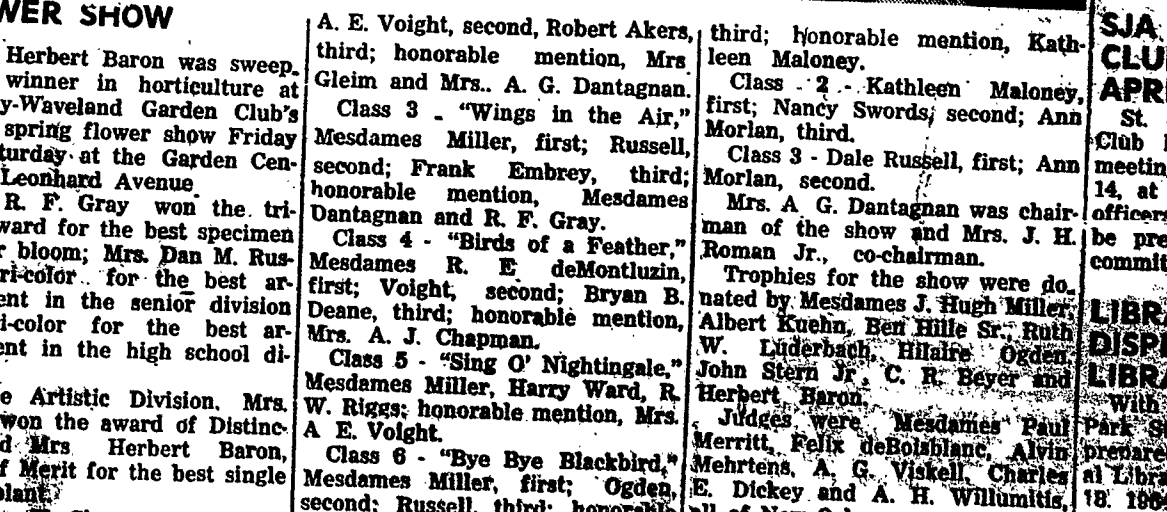 WER SHOW
Herbert Baron was sweep-
winner in horticulture at
y-Waveland Garden Club's
spring flower show Friday
turday at the Garden Cen-
Leonhard Avenue
R. F. Gray won the tri-
ward for the best specimen
r bloom; Mrs. Dan M. Rus-
ri-color for the best ar-
ent in the senior division
i-color for the best ar-
ent in the high school di-
e Artistic Division, Mrs.
won the award of Distinc-
d Mrs Herbert Baron,
f Merit for the best single
plant.
A. E. Voight, second, Robert Akers,
third; honorable mention, Mrs
Gleim and Mrs.. A. G. Dantagnan.
Class 3 - "Wings in the Air,"
Mesdames Miller, first; Russell,
second; Frank Embrey, third;
honorable mention, Mesdames
Dantagnan and R. F. Gray.
Class 4 - "Birds of a Feather,"
Mesdames R. E deMontluzin,
first; Voight, second; Bryan B.
Deane, third; honorable mention,
Mrs. A. J. Chapman.
Class 5 - "Sing O' Nightingale,"
Mesdames Miller, Harry Ward, R.
W. Riggs; honorable mention, Mrs.
A E. Voight.
Class 6 - "Bye Bye Blackbird,"
Mesdames Miller, first; Ogden,
second; Russell, third; honorable
third; honorable mention, Kath-
leen Maloney.
Class - 2 - Kathleen Maloney,
first; Nancy Swords, second; Ann
Morlan, third.
Class 3 - Dale Russell, first; Ann
Morlan, second.
Mrs. A G. Dantagnan was chair-
man of the show and Mrs. J. H.
Roman Jr., co-chairman.
Trophies for the show were do-
nated by Mesdames J. Hugh Miller,
Albert Kuehn, Ben Hille Sr., Ruth
W. Luderbach, Hilaire Ogden,
John Stern Jr., C. R. Beyer and
Herbert Baron.
Judges were Mesdames Paul
Merritt, Felix deBoisblanc, Alvin
Mehrtens, A. G. Viskell, Charles
E. Dickey and A. H. Willumitis,
all of New
SJA
CLU
APR
St.
Club
meetin
14, at
officers
be pre
commit
LIBRA
DISPL
LIBRA
With
Park S
prepare
al Libra
18. 196